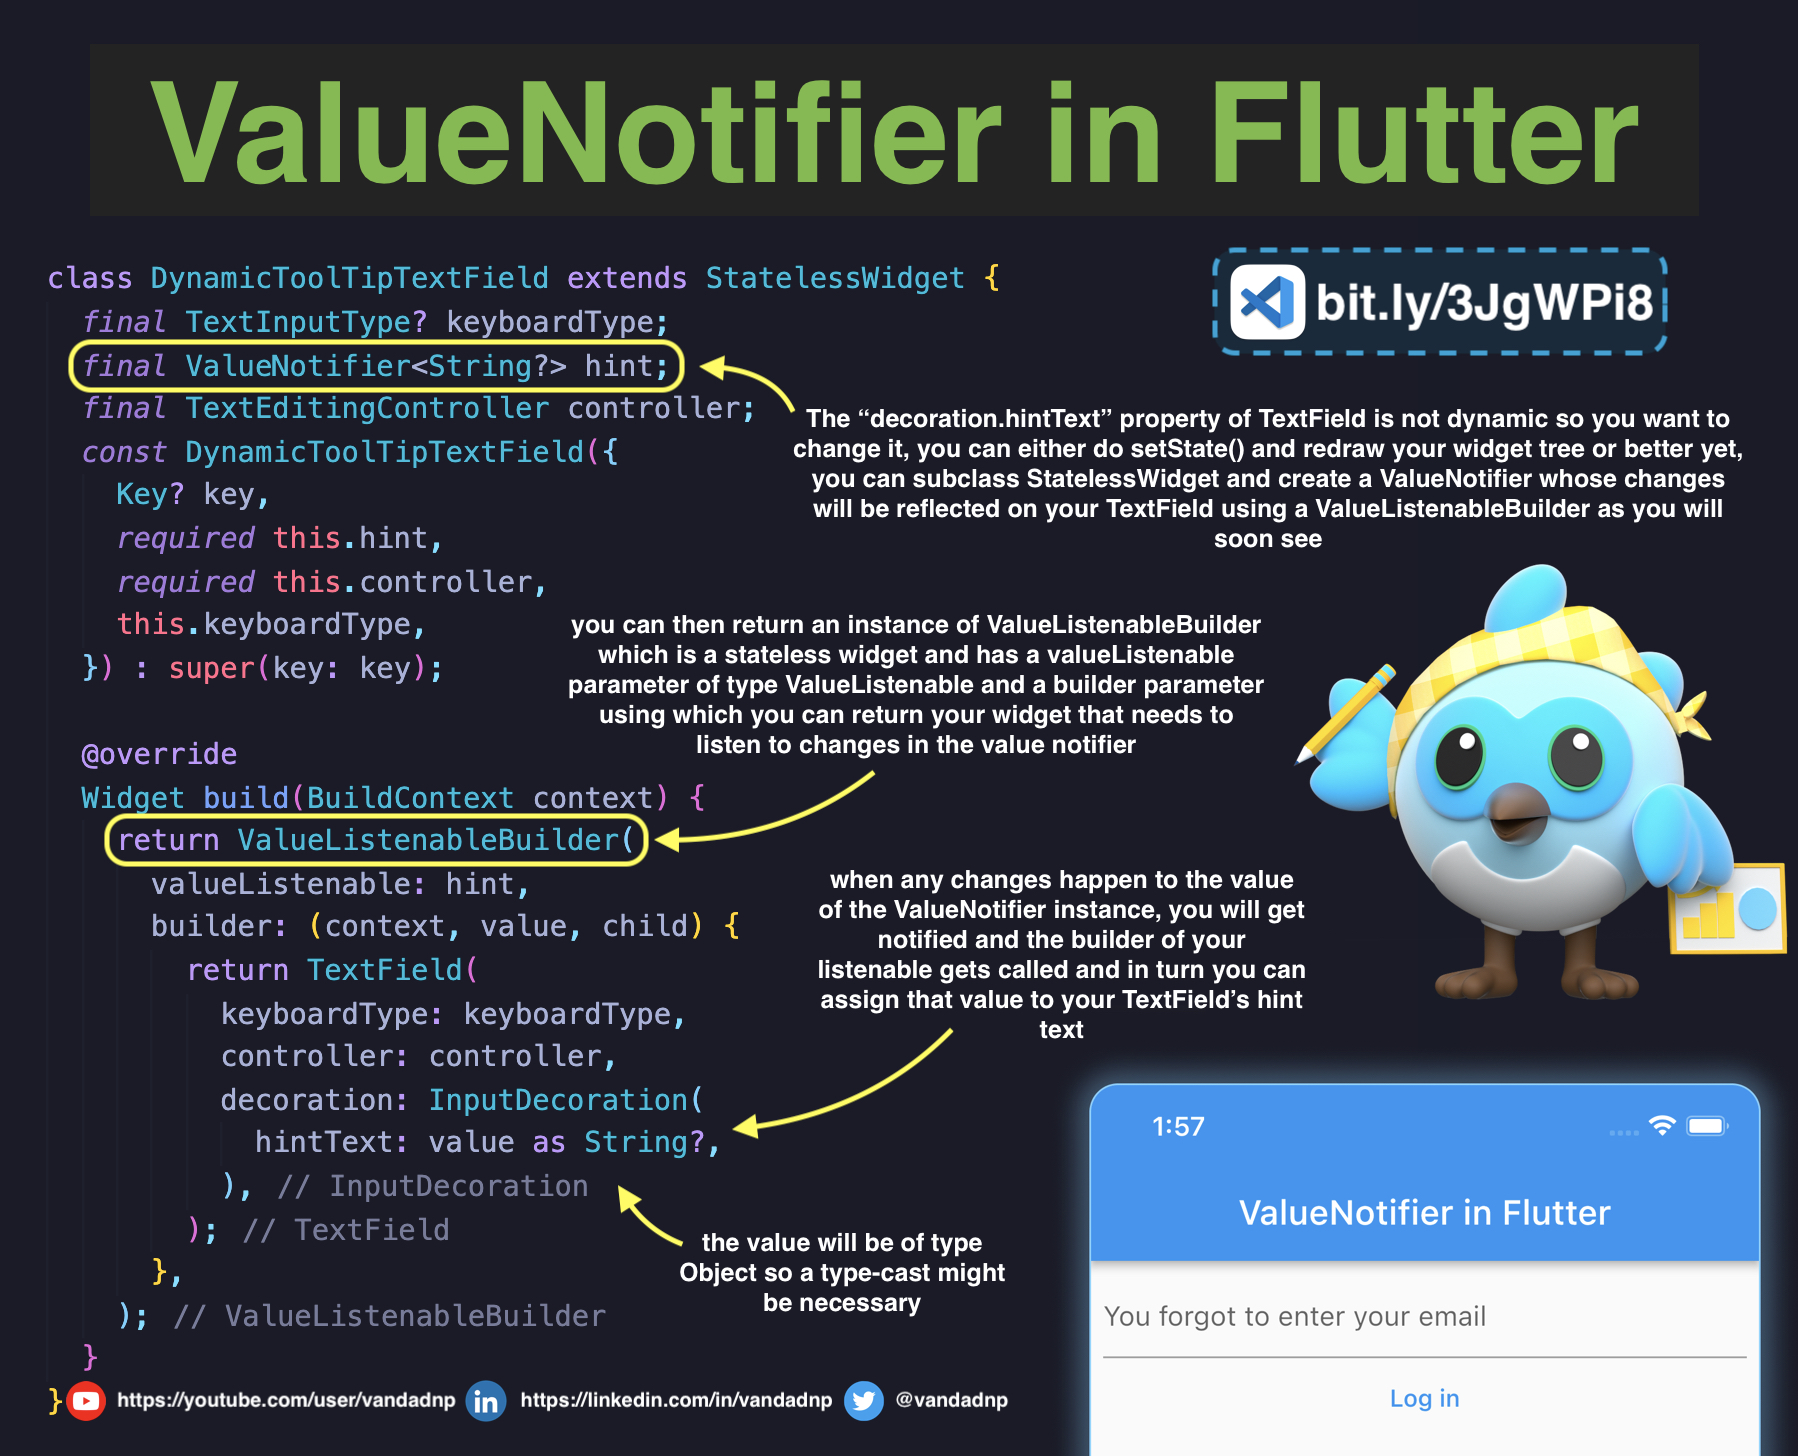 ValueNotifier in Flutter
bit.ly/3JgWPi8
class DynamicToolTipTextField extends StatelessWidget {
final TextInputType? keyboardType;
final ValueNotifier<String?> hint;
final TextEditingController controller;
const DynamicToolTipTextField({
Key? key,
required this.hint,
required this.controller,
this.keyboardType,
}) : super(key: key);
@override
Widget build(BuildContext context) {
return ValueListenableBuilder(
valueListenable: hint,
builder: (context, value, child) {
return TextField(
keyboardType: keyboardType,
controller: controller,
decoration: InputDecoration(
hintText: value as String?,
), // InputDecoration
); // TextField
},
); // ValueListenableBuilder
}
}
The “decoration.hintText” property of TextField is not dynamic so you want to
change it, you can either do setState() and redraw your widget tree or better yet,
you can subclass StatelessWidget and create a ValueNotifier whose changes
will be reflected on your TextField using a ValueListenableBuilder as you will
soon see
you can then return an instance of ValueListenableBuilder
which is a stateless widget and has a valueListenable
parameter of type ValueListenable and a builder parameter
using which you can return your widget that needs to
listen to changes in the value notifier
when any changes happen to the value
of the ValueNotifier instance, you will get
notified and the builder of your
listenable gets called and in turn you can
assign that value to your TextField’s hint
text
the value will be of type
Object so a type-cast might
be necessary
1:57
ValueNotifier in Flutter
You forgot to enter your email
Log in
https://youtube.com/user/vandadnp
https://linkedin.com/in/vandadnp
@vandadnp